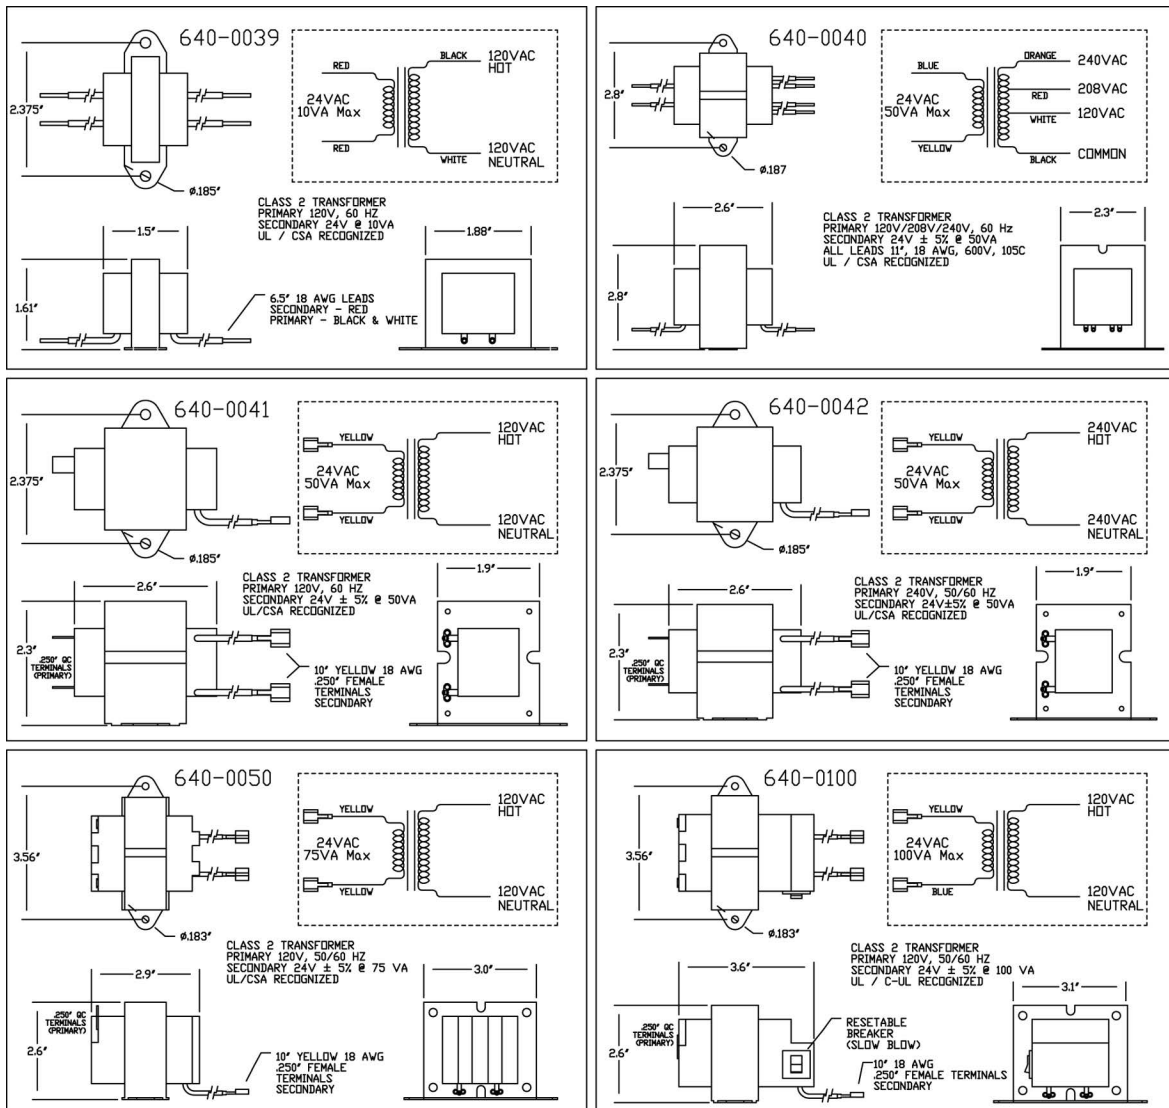 640-0039
RED
24VAC
10VA Max
RED
BLACK
120VAC
HOT
WHITE
120VAC
NEUTRAL
2.375"
ø.185"
CLASS 2 TRANSFORMER
PRIMARY 120V, 60 HZ
SECONDARY 24V @ 10VA
UL / CSA RECOGNIZED
1.5"
1.88"
1.61"
6.5" 18 AWG LEADS
SECONDARY - RED
PRIMARY - BLACK & WHITE
640-0040
BLUE
24VAC
50VA Max
YELLOW
ORANGE
240VAC
RED
208VAC
WHITE
120VAC
BLACK
COMMON
2.8"
ø.187
2.6"
CLASS 2 TRANSFORMER
PRIMARY 120V/208V/240V, 60 Hz
SECONDARY 24V ± 5% @ 50VA
ALL LEADS 11", 18 AWG, 600V, 105C
UL / CSA RECOGNIZED
2.3"
2.8"
640-0041
YELLOW
24VAC
50VA Max
YELLOW
120VAC
HOT
120VAC
NEUTRAL
2.375"
ø.185"
CLASS 2 TRANSFORMER
PRIMARY 120V, 60 HZ
SECONDARY 24V ± 5% @ 50VA
UL/CSA RECOGNIZED
2.6"
1.9"
2.3"
.250" QC
TERMINALS
(PRIMARY)
10" YELLOW 18 AWG
.250" FEMALE
TERMINALS
SECONDARY
640-0042
YELLOW
24VAC
50VA Max
YELLOW
240VAC
HOT
240VAC
NEUTRAL
2.375"
ø.185"
CLASS 2 TRANSFORMER
PRIMARY 240V, 50/60 HZ
SECONDARY 24V±5% @ 50VA
UL/CSA RECOGNIZED
2.6"
1.9"
2.3"
.250" QC
TERMINALS
(PRIMARY)
10" YELLOW 18 AWG
.250" FEMALE
TERMINALS
SECONDARY
640-0050
YELLOW
24VAC
75VA Max
YELLOW
120VAC
HOT
120VAC
NEUTRAL
3.56"
ø.183"
CLASS 2 TRANSFORMER
PRIMARY 120V, 50/60 HZ
SECONDARY 24V ± 5% @ 75 VA
UL/CSA RECOGNIZED
2.9"
3.0"
.250" QC
TERMINALS
(PRIMARY)
2.6"
10" YELLOW 18 AWG
.250" FEMALE
TERMINALS
SECONDARY
640-0100
YELLOW
24VAC
100VA Max
BLUE
120VAC
HOT
120VAC
NEUTRAL
3.56"
ø.183"
CLASS 2 TRANSFORMER
PRIMARY 120V, 50/60 HZ
SECONDARY 24V ± 5% @ 100 VA
UL / C-UL RECOGNIZED
3.6"
3.1"
.250" QC
TERMINALS
(PRIMARY)
2.6"
RESETABLE
BREAKER
(SLOW BLOW)
10" 18 AWG
.250" FEMALE TERMINALS
SECONDARY